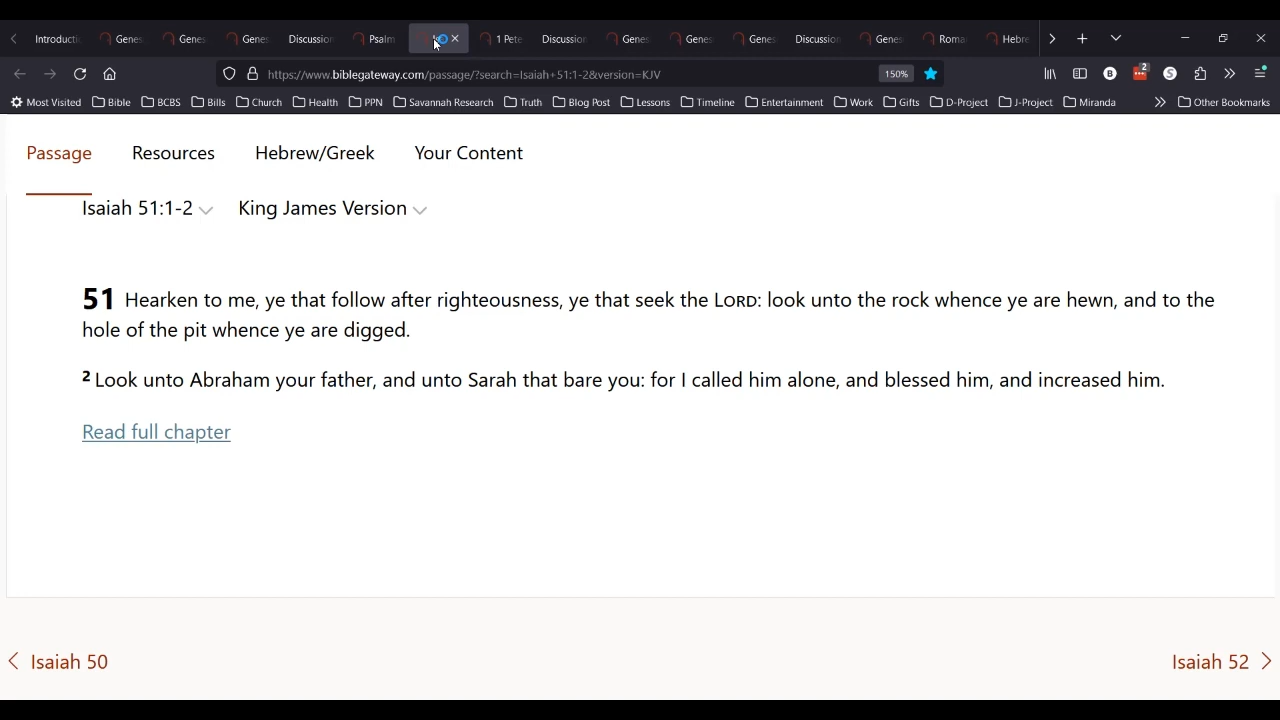 Introducti Genes Genes Genes Discussion Psalm 1 Pete Discussion Genes Genes Genes Discussion Genes Roma Hebre
https://www.biblegateway.com/passage/?search=Isaiah+51:1-2&version=KJV 150% 2
Most Visited Bible BCBS Bills Church Health PPN Savannah Research Truth Blog Post Lessons Timeline Entertainment Work Gifts D-Project J-Project Miranda Other Bookmarks
Passage Resources Hebrew/Greek Your Content
Isaiah 51:1-2 King James Version
51 Hearken to me, ye that follow after righteousness, ye that seek the LORD: look unto the rock whence ye are hewn, and to the
hole of the pit whence ye are digged.
2 Look unto Abraham your father, and unto Sarah that bare you: for I called him alone, and blessed him, and increased him.
Read full chapter
Isaiah 50 Isaiah 52